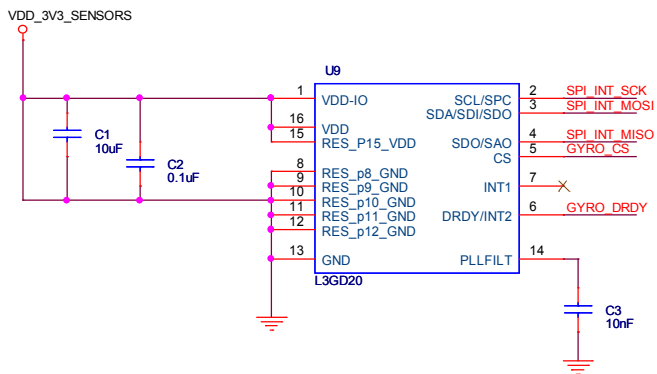 VDD_3V3_SENSORS
U9
1 VDD-IO
16 VDD
15 RES_P15_VDD
8 RES_p8_GND
9 RES_p9_GND
10 RES_p10_GND
11 RES_p11_GND
12 RES_p12_GND
13 GND
SCL/SPC 2 SPI_INT_SCK
SDA/SDI/SDO 3 SPI_INT_MOSI
SDO/SAO 4 SPI_INT_MISO
CS 5 GYRO_CS
INT1 7
DRDY/INT2 6 GYRO_DRDY
PLLFILT 14
L3GD20
C1
10uF
C2
0.1uF
C3
10nF